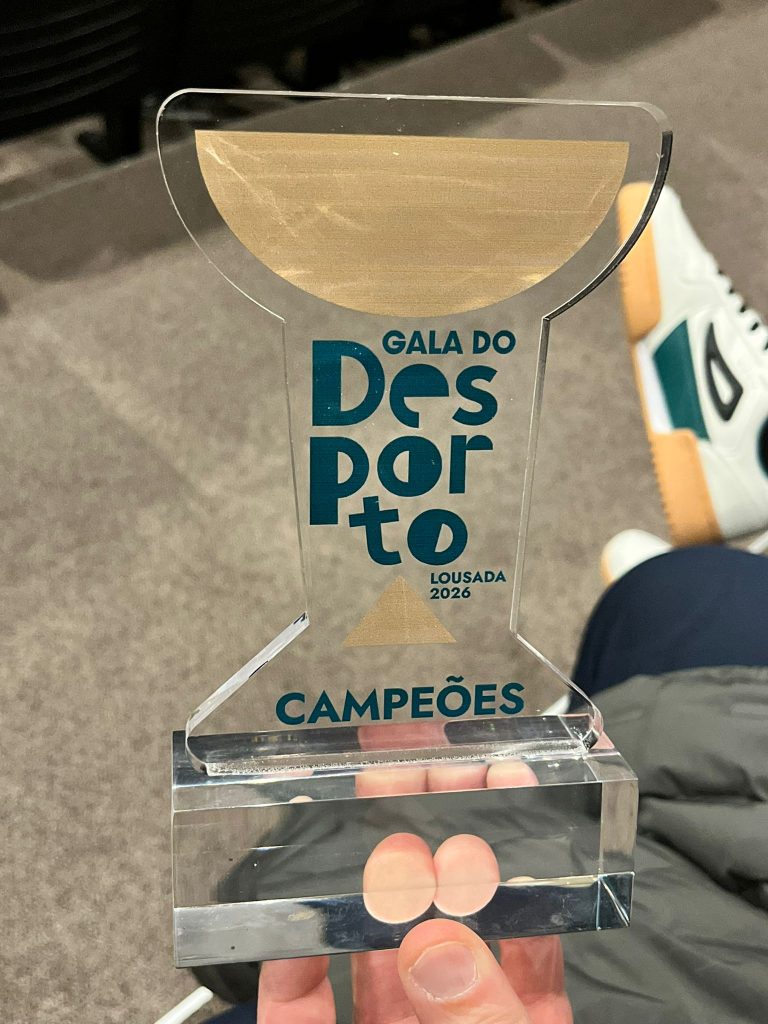 GALA DO
Des
por
to
LOUSADA
2026
CAMPEÕES